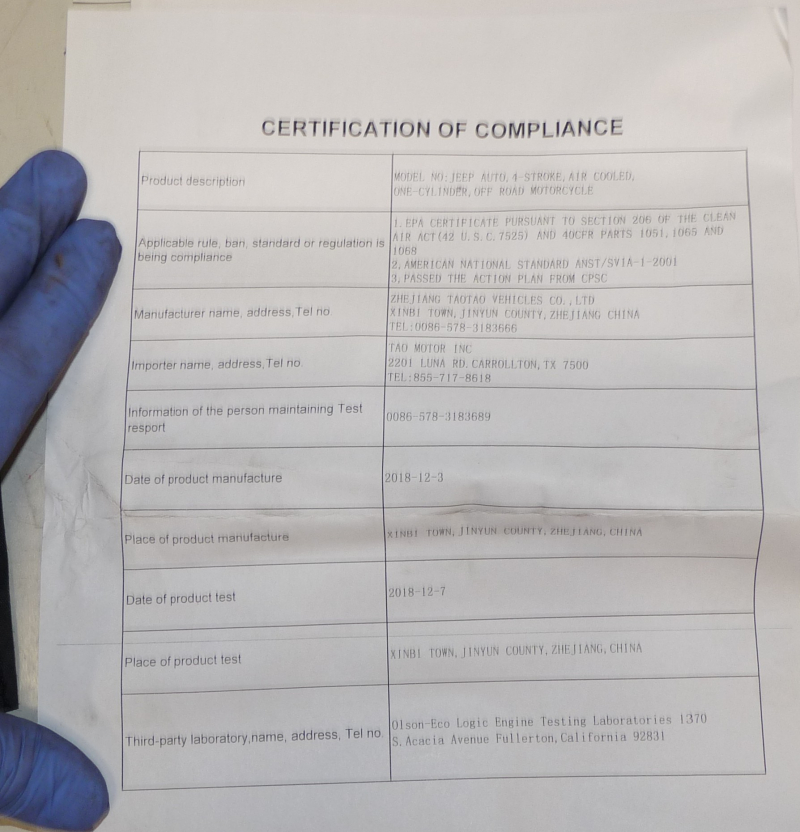 CERTIFICATION OF COMPLIANCE
Product description
MODEL NO: JEEP AUTO, 4-STROKE, AIR COOLED,
ONE-CYLINDER, OFF ROAD MOTORCYCLE
Applicable rule, ban, standard or regulation is
being compliance
1. EPA CERTIFICATE PURSUANT TO SECTION 206 OF THE CLEAN
AIR ACT(42 U.S.C.7525) AND 40CFR PARTS 1051, 1065 AND
1068
2, AMERICAN NATIONAL STANDARD ANST/SVIA-1-2001
3, PASSED THE ACTION PLAN FROM CPSC
Manufacturer name, address,Tel no.
ZHEJIANG TAOTAO VEHICLES CO.,LTD
XINBI TOWN, JINYUN COUNTY, ZHEJIANG CHINA
TEL:0086-578-3183666
Importer name, address,Tel no.
TAO MOTOR INC
2201 LUNA RD. CARROLLTON, TX 7500
TEL:855-717-8618
Information of the person maintaining Test
resport
0086-578-3183689
Date of product manufacture
2018-12-3
Place of product manufacture
XINBI TOWN, JINYUN COUNTY, ZHEJIANG, CHINA
Date of product test
2018-12-7
Place of product test
XINBI TOWN, JINYUN COUNTY, ZHEJIANG, CHINA
Third-party laboratory,name, address, Tel no.
Olson-Eco Logic Engine Testing Laboratories 1370
S. Acacia Avenue Fullerton, California 92831